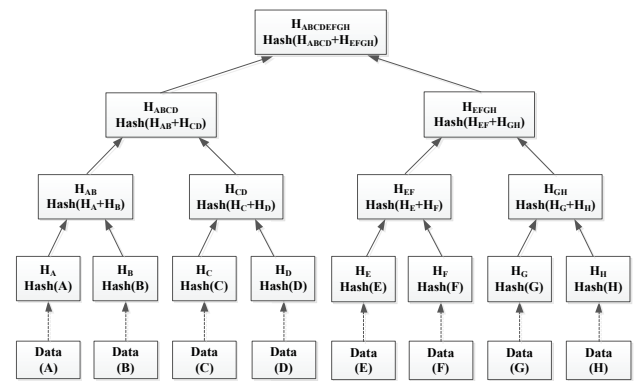 H_ABCDEFGH
Hash(H_ABCD+H_EFGH)
H_ABCD
Hash(H_AB+H_CD)
H_EFGH
Hash(H_EF+H_GH)
H_AB
Hash(H_A+H_B)
H_CD
Hash(H_C+H_D)
H_EF
Hash(H_E+H_F)
H_GH
Hash(H_G+H_H)
H_A
Hash(A)
H_B
Hash(B)
H_C
Hash(C)
H_D
Hash(D)
H_E
Hash(E)
H_F
Hash(F)
H_G
Hash(G)
H_H
Hash(H)
Data
(A)
Data
(B)
Data
(C)
Data
(D)
Data
(E)
Data
(F)
Data
(G)
Data
(H)